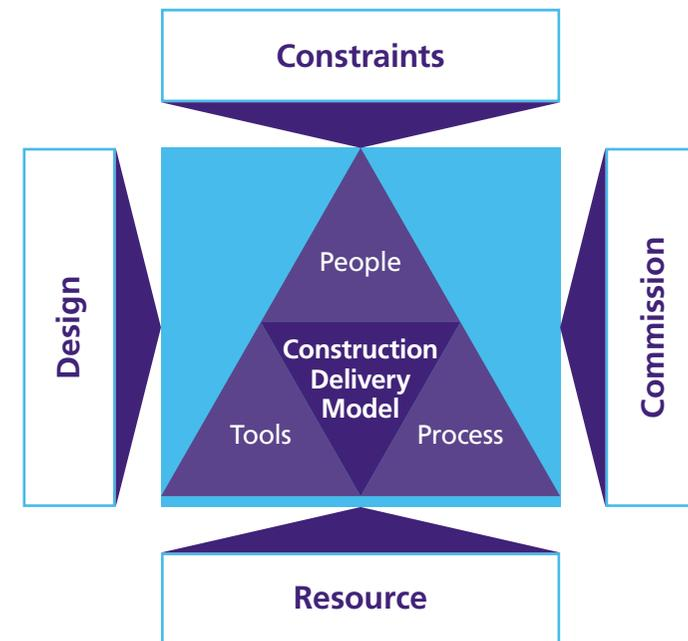 Constraints
Design
People
Commission
Construction
Delivery
Model
Tools
Process
Resource